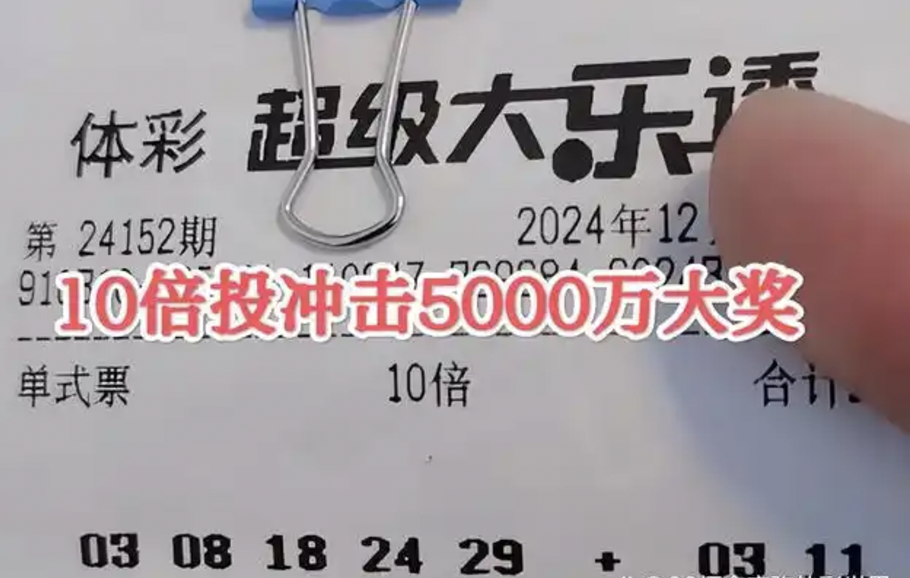 体彩 超级大乐透
第 24152期 2024年12
10倍投冲击5000万大奖
单式票 10倍 合计
03 08 18 24 29 + 03 11